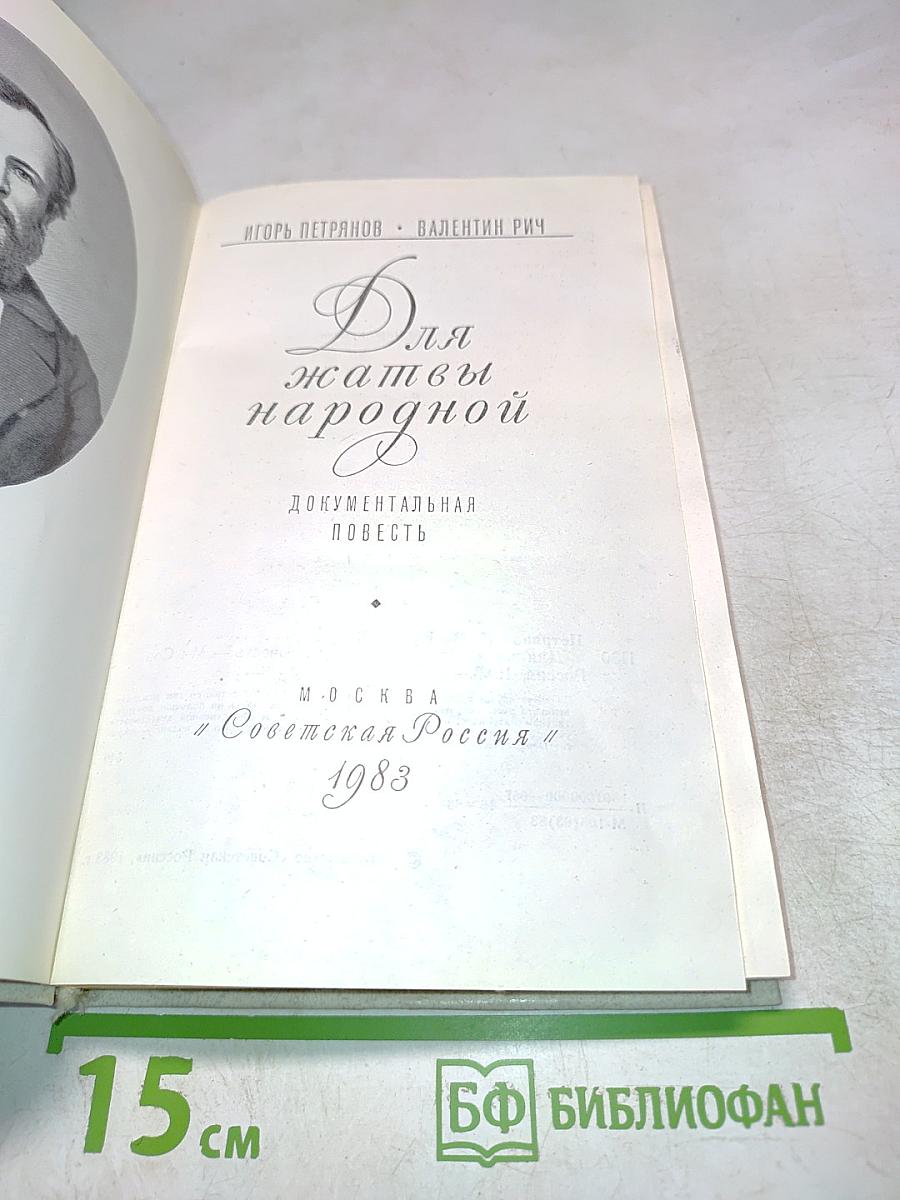 ИГОРЬ ПЕТРЯНОВ • ВАЛЕНТИН РИЧ
Для
жатвы
народной
ДОКУМЕНТАЛЬНАЯ
ПОВЕСТЬ
МОСКВА
„Советская Россия"
1983
15 см
БФ БИБЛИОФАН